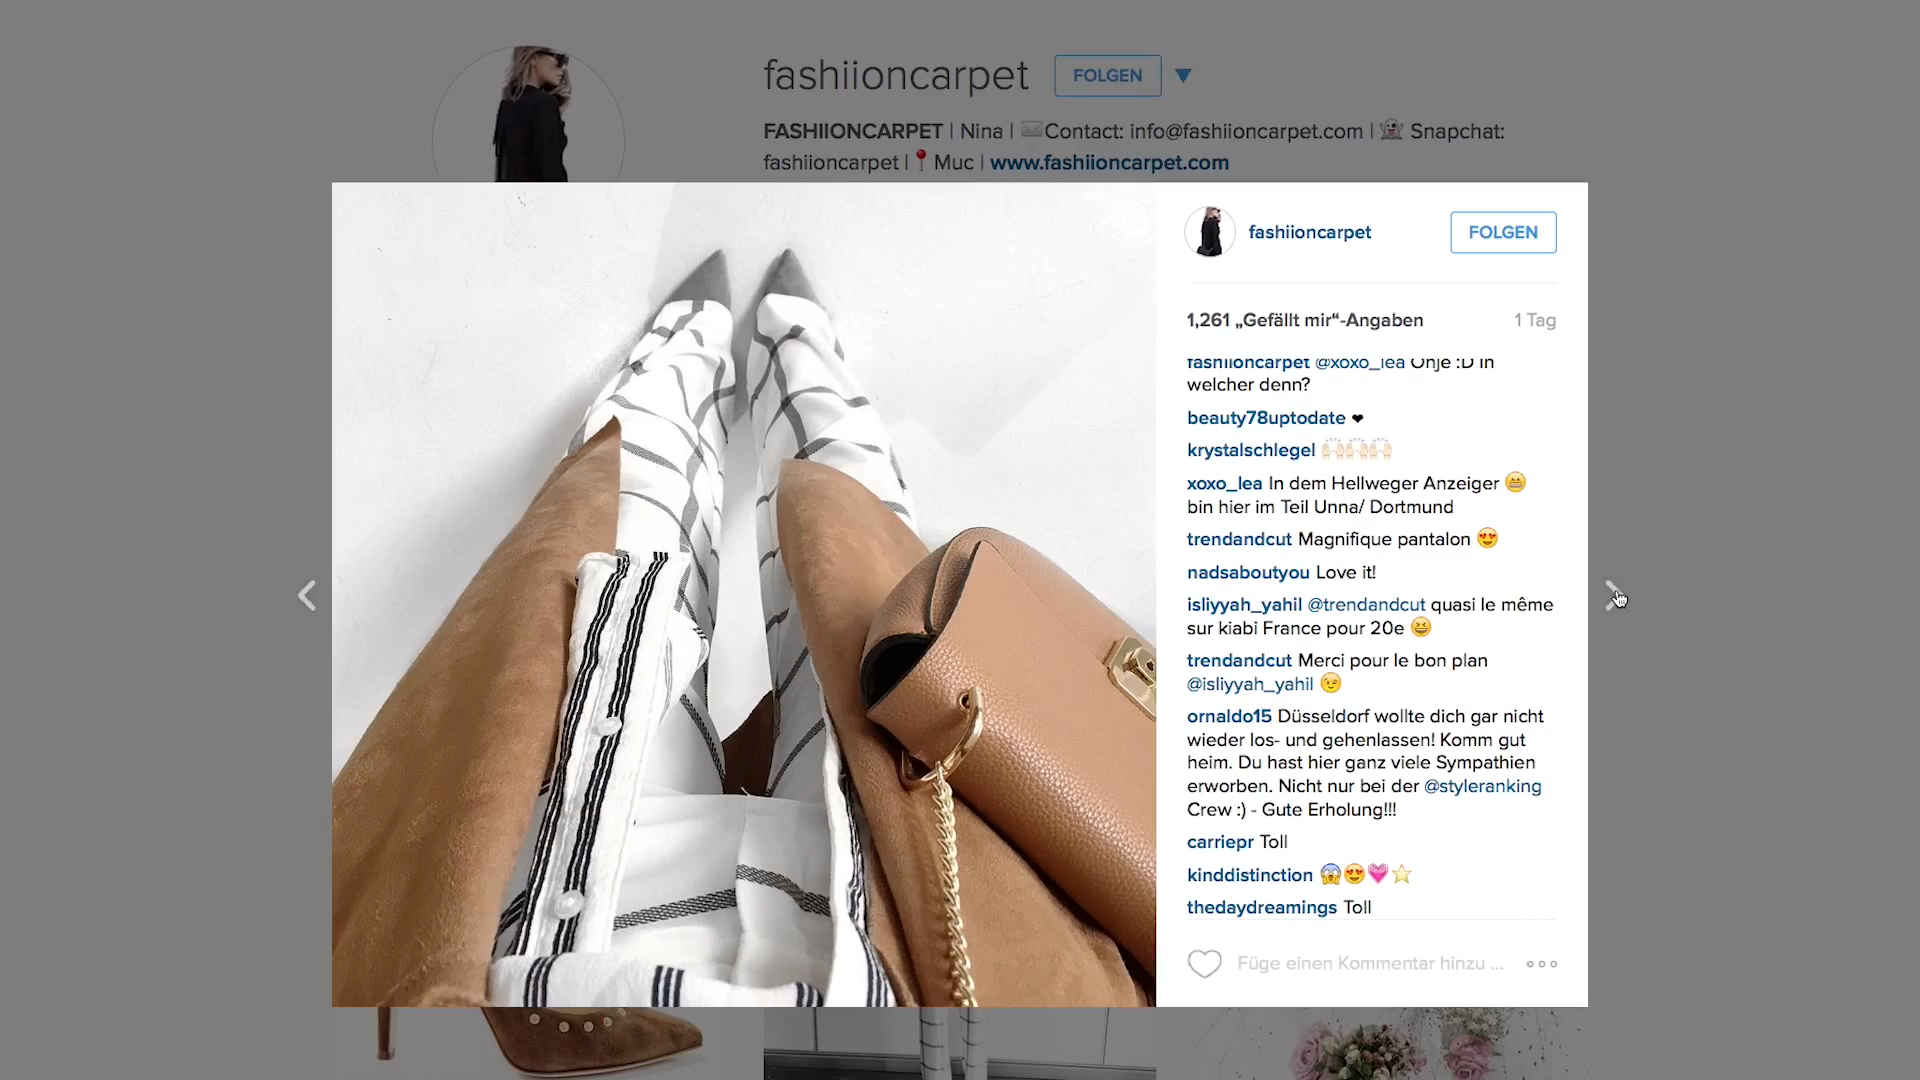 fashiioncarpet FOLGEN
FASHIIONCARPET | Nina | Contact: info@fashiioncarpet.com | Snapchat:
fashiioncarpet | Muc | www.fashiioncarpet.com
fashiioncarpet FOLGEN
1,261 „Gefällt mir“-Angaben 1 Tag
fashiioncarpet @xoxo_lea Ohje :D In
welcher denn?
beauty78uptodate ❤
krystalschlegel 🙌🏻🙌🏻🙌🏻
xoxo_lea In dem Hellweger Anzeiger 😁
bin hier im Teil Unna/ Dortmund
trendandcut Magnifique pantalon 😍
nadsaboutyou Love it!
isliyyah_yahil @trendandcut quasi le même
sur kiabi France pour 20e 😆
trendandcut Merci pour le bon plan
@isliyyah_yahil 😉
ornaldo15 Düsseldorf wollte dich gar nicht
wieder los- und gehenlassen! Komm gut
heim. Du hast hier ganz viele Sympathien
erworben. Nicht nur bei der @styleranking
Crew :) - Gute Erholung!!!
carriepr Toll
kinddistinction 😱😍💗⭐
thedaydreamings Toll
Füge einen Kommentar hinzu ...